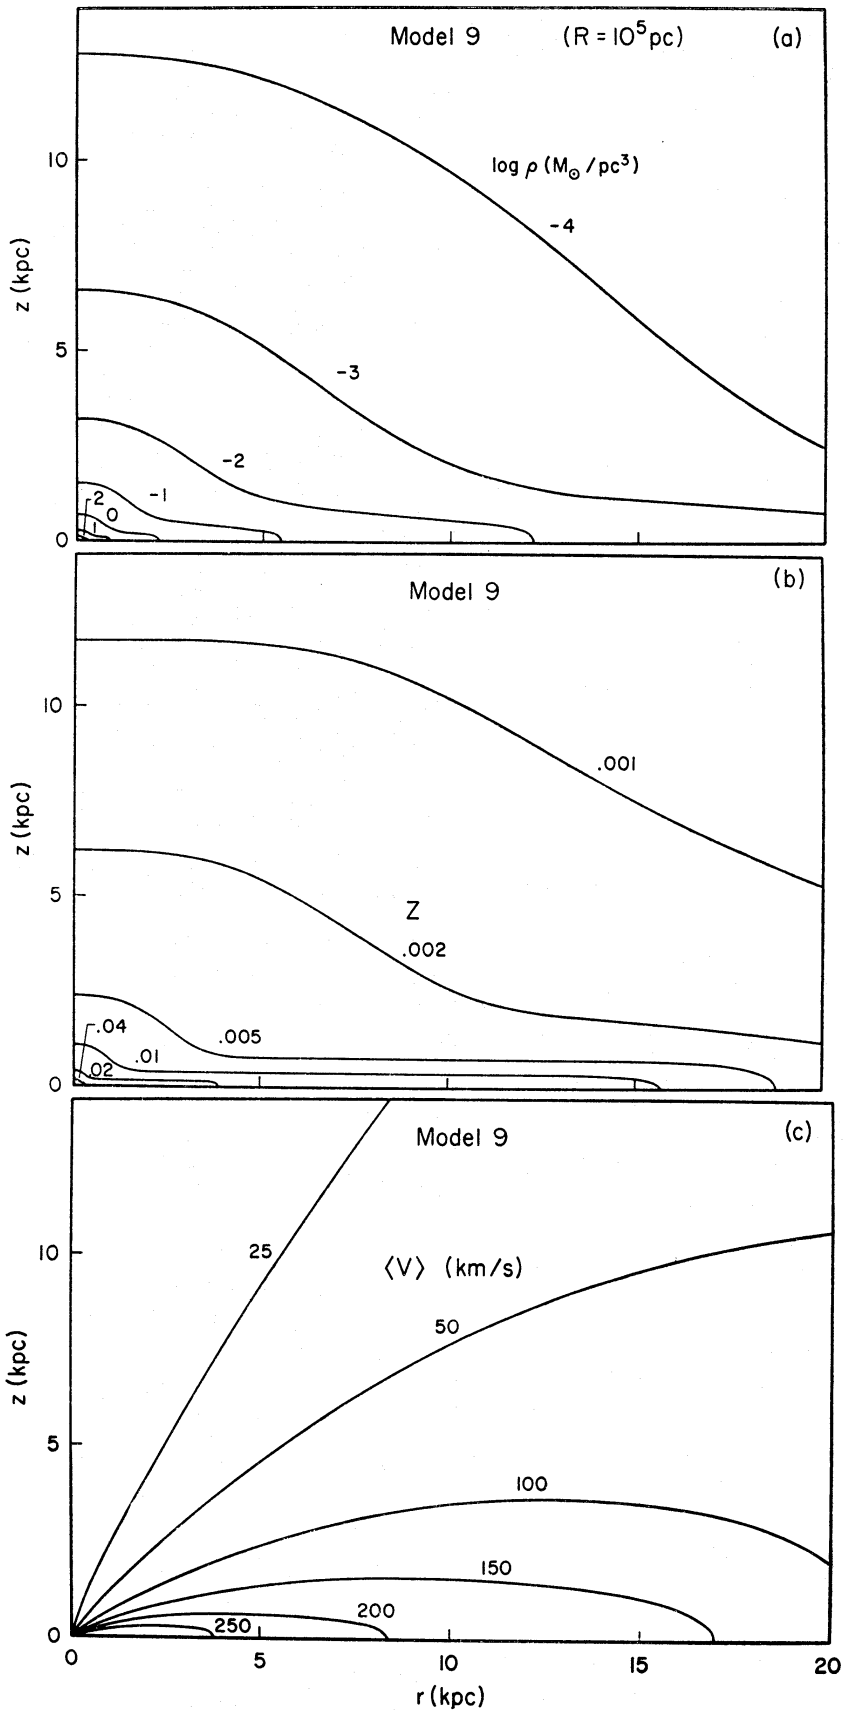 Model 9 (R = 10⁵ pc) (a)
10
log ρ (M⊙/pc³)
-4
z (kpc)
5
-3
-2
-1
2
0
1
0
Model 9 (b)
10
.001
z (kpc)
5
Z
.002
.04
.005
.01
.02
0
Model 9 (c)
25
10
⟨V⟩ (km/s)
50
z (kpc)
5
100
150
200
250
0
0 5 10 15 20
r (kpc)